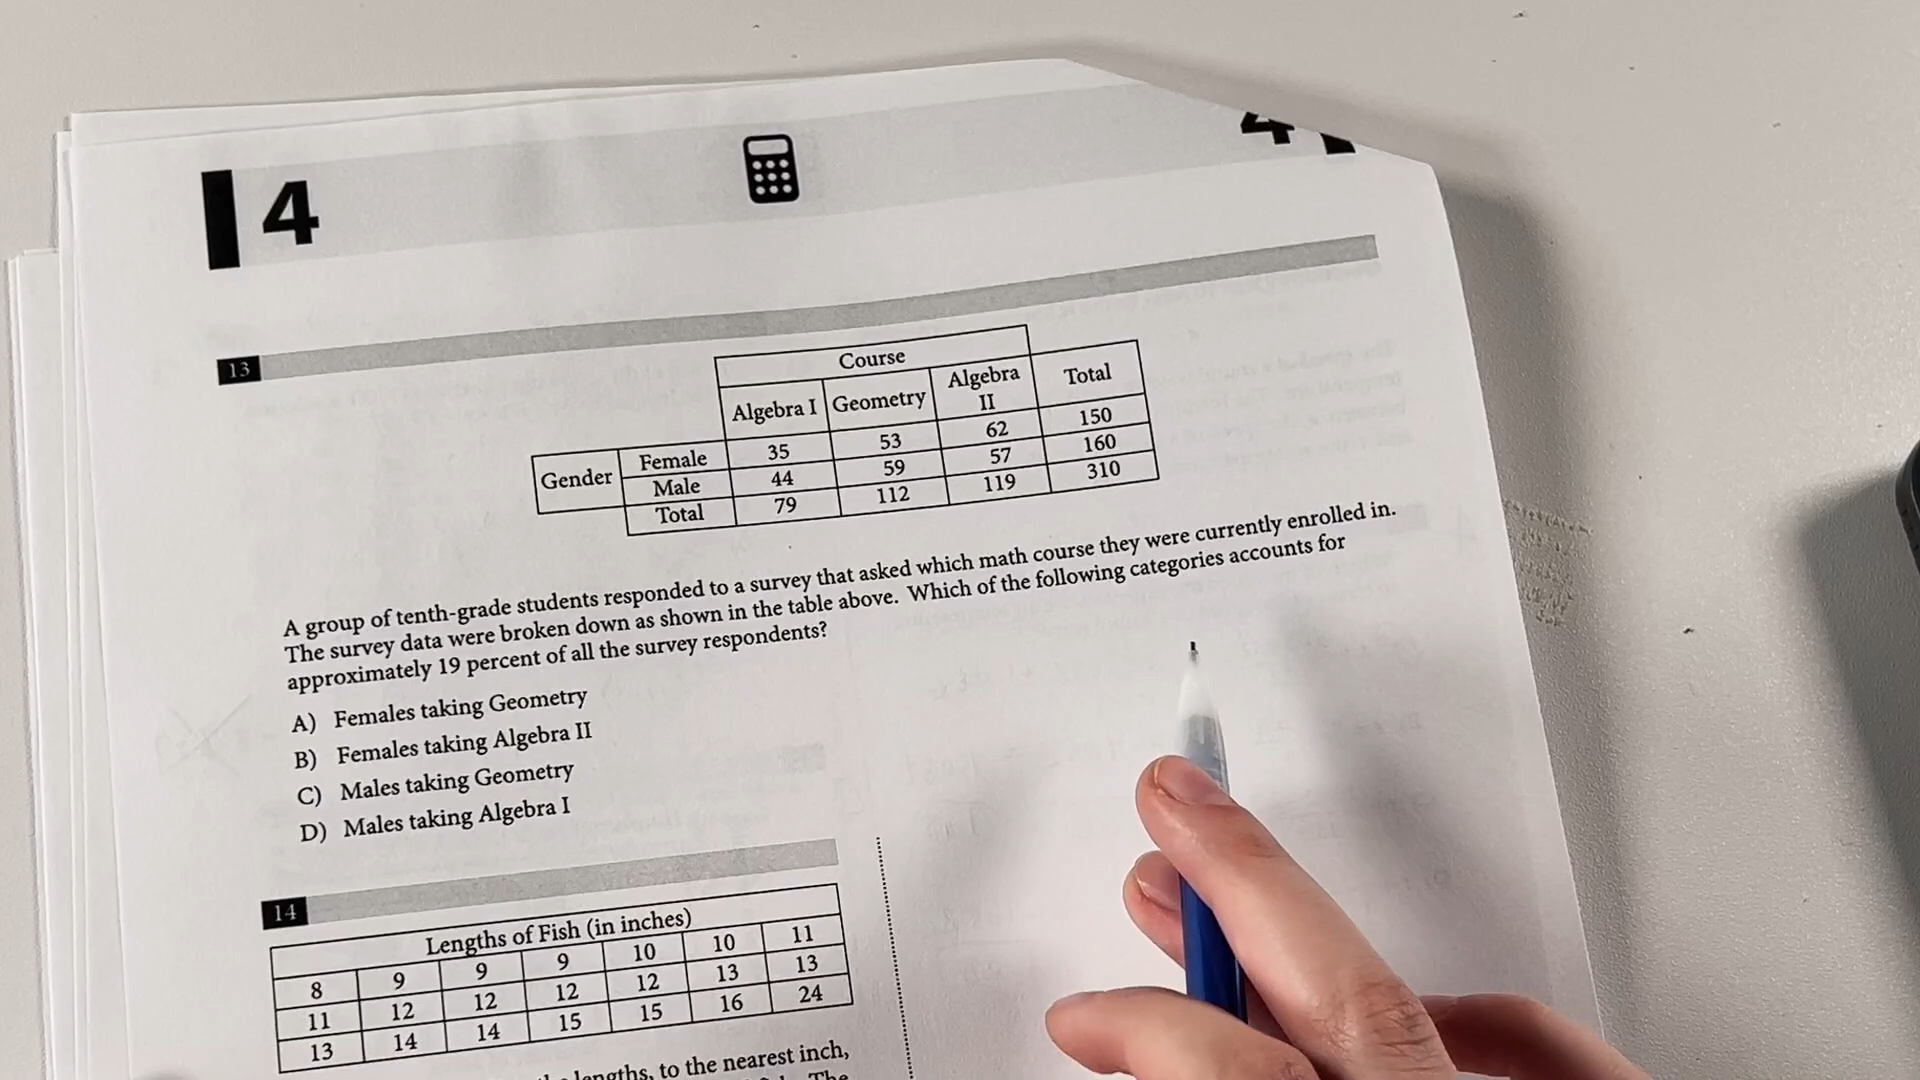 4
4
13
Course
Algebra I Geometry Algebra II Total
Gender Female 35 53 62 150
Male 44 59 57 160
Total 79 112 119 310
A group of tenth-grade students responded to a survey that asked which math course they were currently enrolled in.
The survey data were broken down as shown in the table above. Which of the following categories accounts for
approximately 19 percent of all the survey respondents?
A) Females taking Geometry
B) Females taking Algebra II
C) Males taking Geometry
D) Males taking Algebra I
14
Lengths of Fish (in inches)
8 9 9 9 10 10 11
11 12 12 12 12 13 13
13 14 14 15 15 16 24
lengths, to the nearest inch,
The